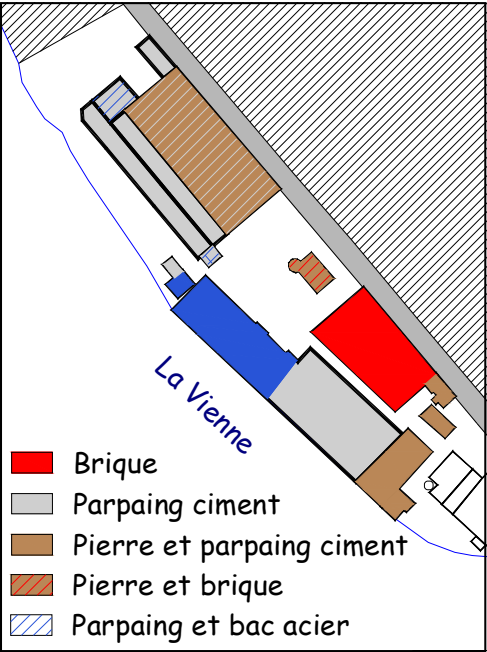 La Vienne
Brique
Parpaing ciment
Pierre et parpaing ciment
Pierre et brique
Parpaing et bac acier